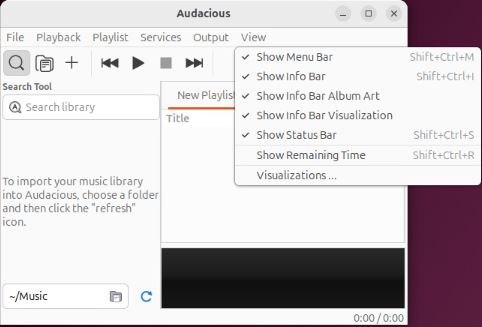 Audacious
File Playback Playlist Services Output View
Show Menu Bar Shift+Ctrl+M
Show Info Bar Shift+Ctrl+I
Show Info Bar Album Art
Show Info Bar Visualization
Show Status Bar Shift+Ctrl+S
Show Remaining Time Shift+Ctrl+R
Visualizations ...
Search Tool
Search library
New Playlist
Title
To import your music library
into Audacious, choose a folder
and then click the "refresh"
icon.
~/Music
0:00 / 0:00